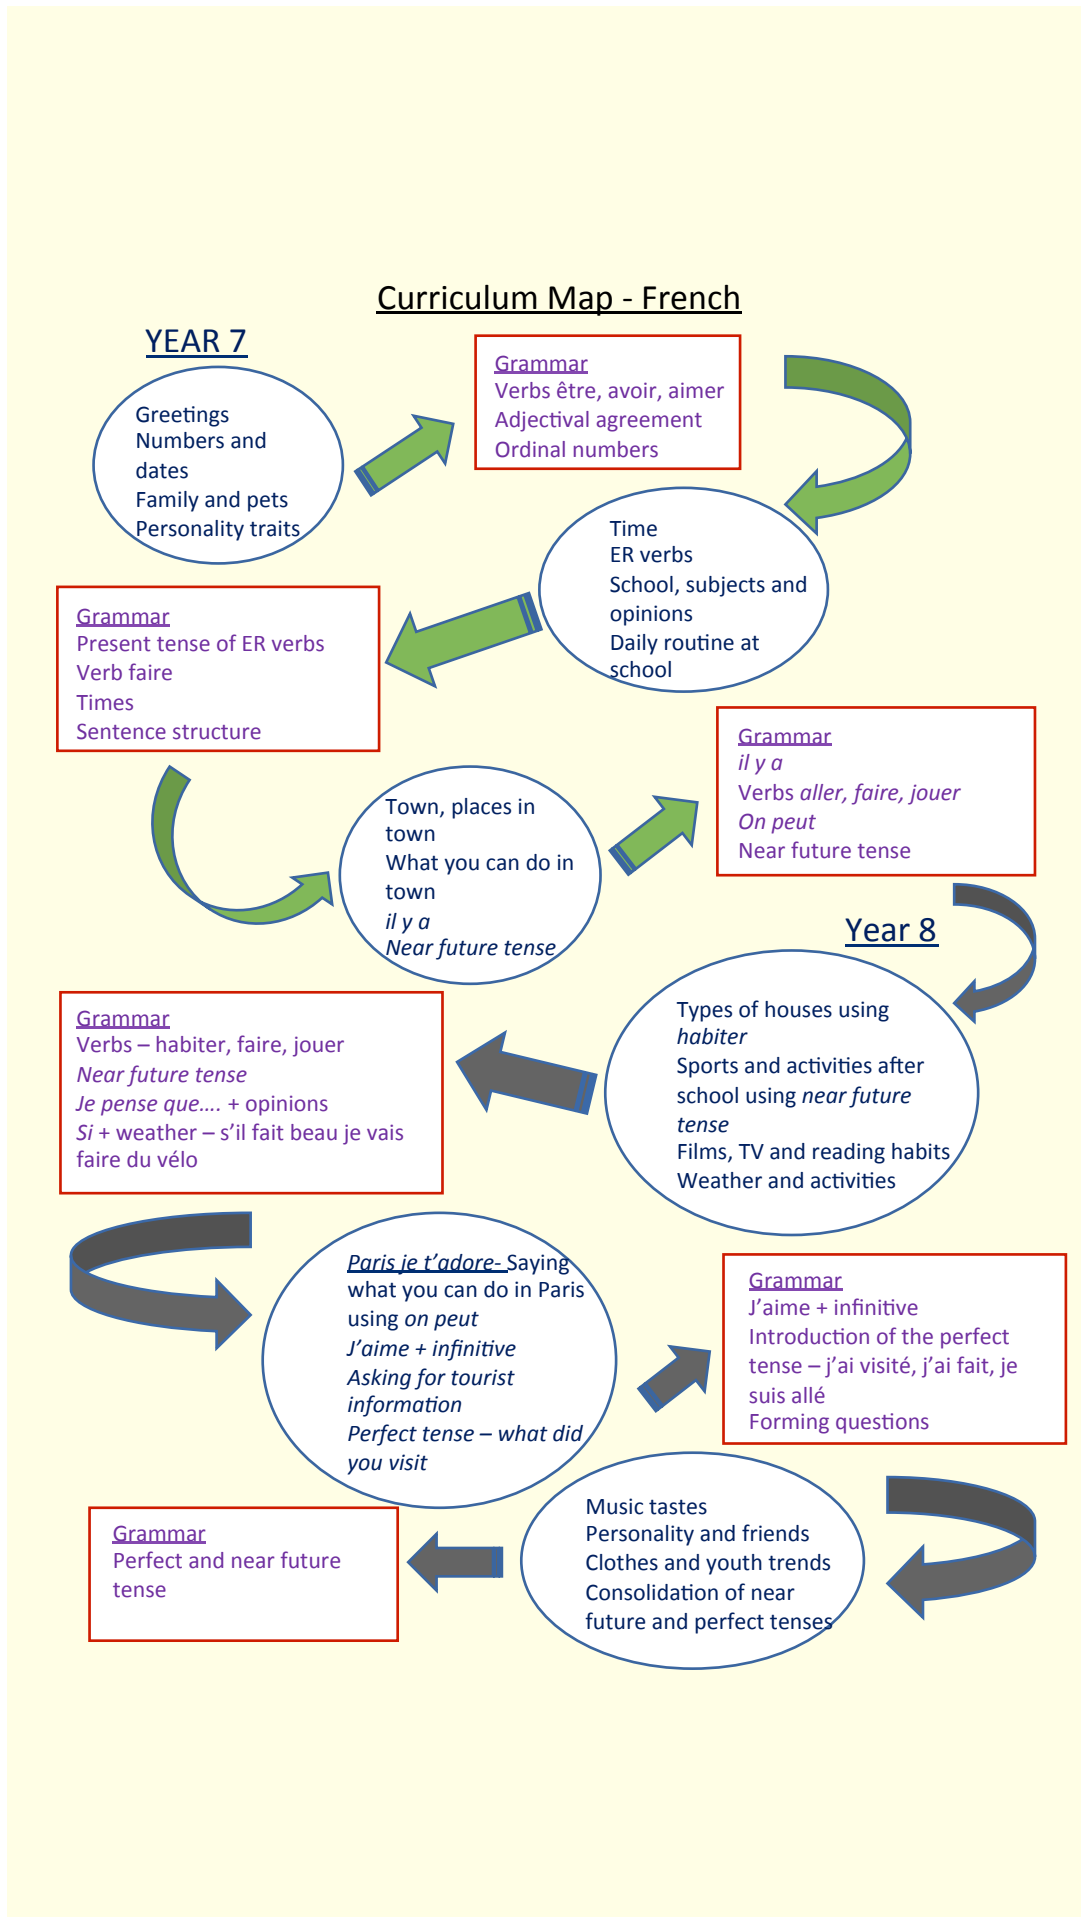 Curriculum Map - French
YEAR 7
Greetings
Numbers and
dates
Family and pets
Personality traits
Grammar
Verbs être, avoir, aimer
Adjectival agreement
Ordinal numbers
Time
ER verbs
School, subjects and
opinions
Daily routine at
school
Grammar
Present tense of ER verbs
Verb faire
Times
Sentence structure
Town, places in
town
What you can do in
town
il y a
Near future tense
Grammar
il y a
Verbs aller, faire, jouer
On peut
Near future tense
Year 8
Types of houses using
habiter
Sports and activities after
school using near future
tense
Films, TV and reading habits
Weather and activities
Grammar
Verbs – habiter, faire, jouer
Near future tense
Je pense que.... + opinions
Si + weather – s’il fait beau je vais
faire du vélo
Paris je t’adore- Saying
what you can do in Paris
using on peut
J’aime + infinitive
Asking for tourist
information
Perfect tense – what did
you visit
Grammar
J’aime + infinitive
Introduction of the perfect
tense – j’ai visité, j’ai fait, je
suis allé
Forming questions
Music tastes
Personality and friends
Clothes and youth trends
Consolidation of near
future and perfect tenses
Grammar
Perfect and near future
tense